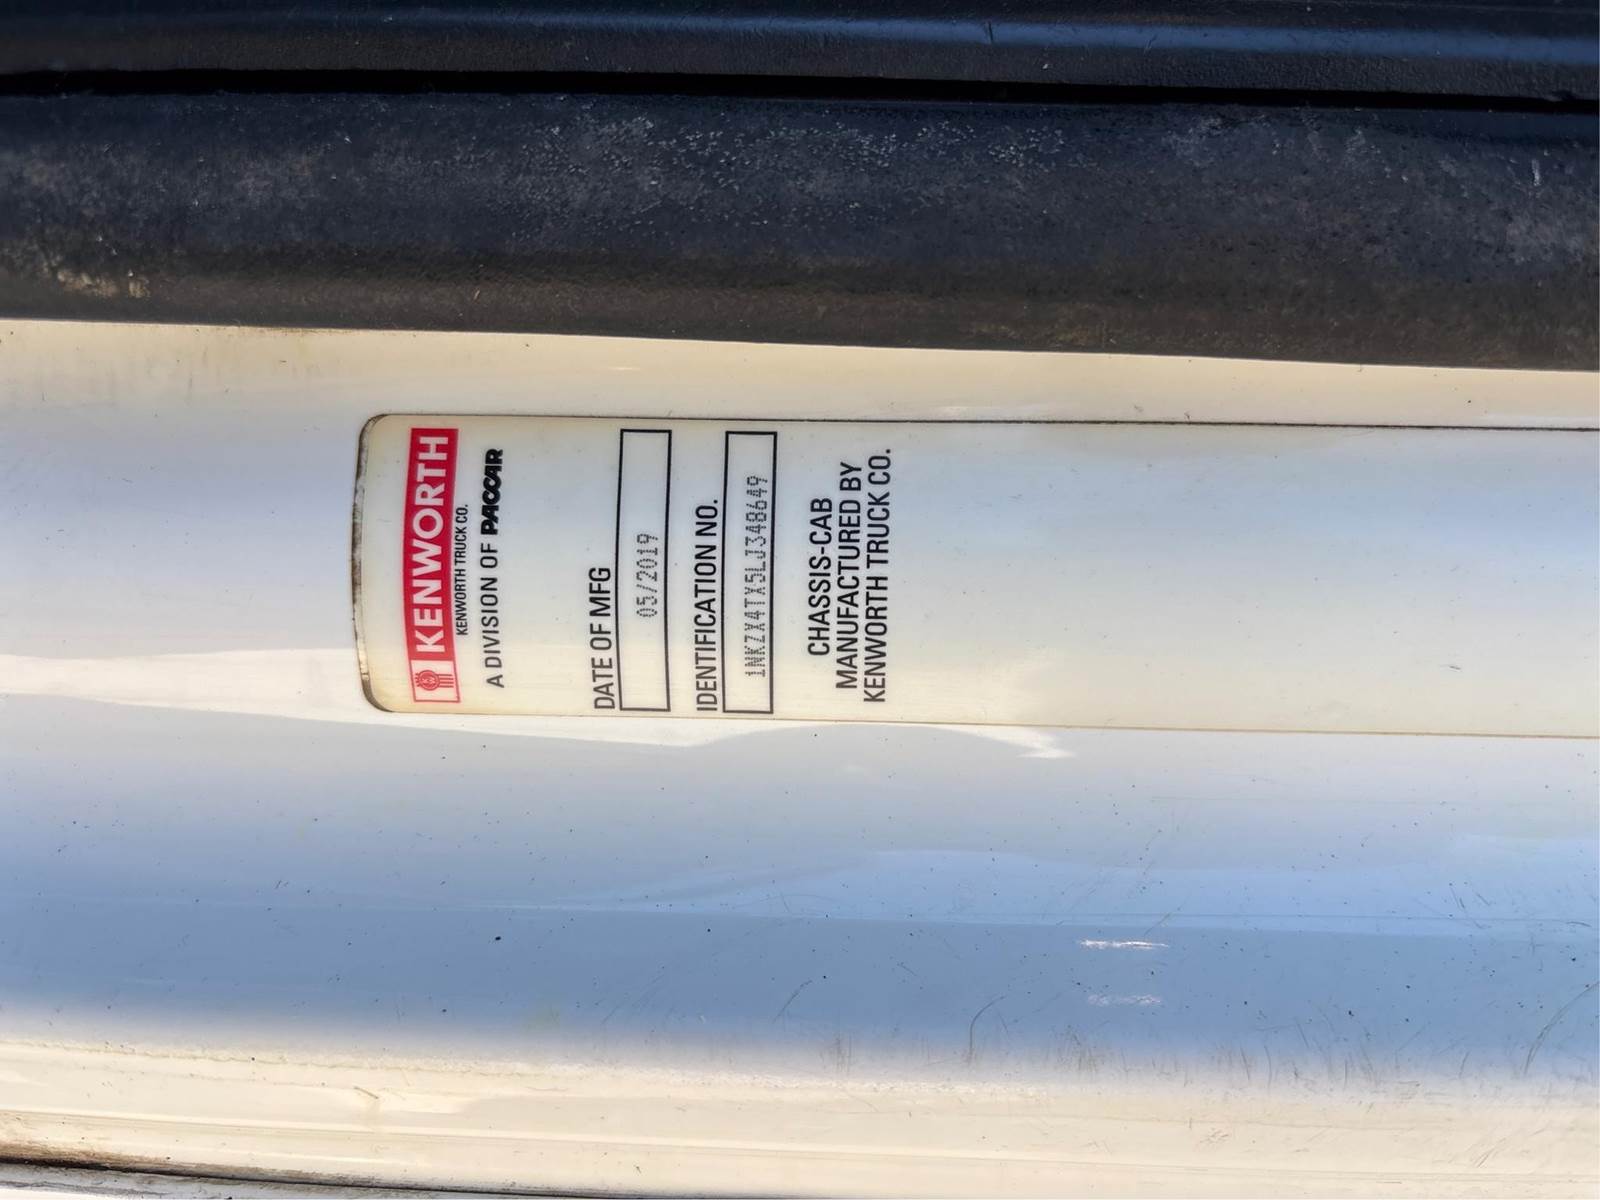 KENWORTH
KENWORTH TRUCK CO.
A DIVISION OF PACCAR
DATE OF MFG
05/2019
IDENTIFICATION NO.
1NKZX4TX5LJ348649
CHASSIS-CAB
MANUFACTURED BY
KENWORTH TRUCK CO.